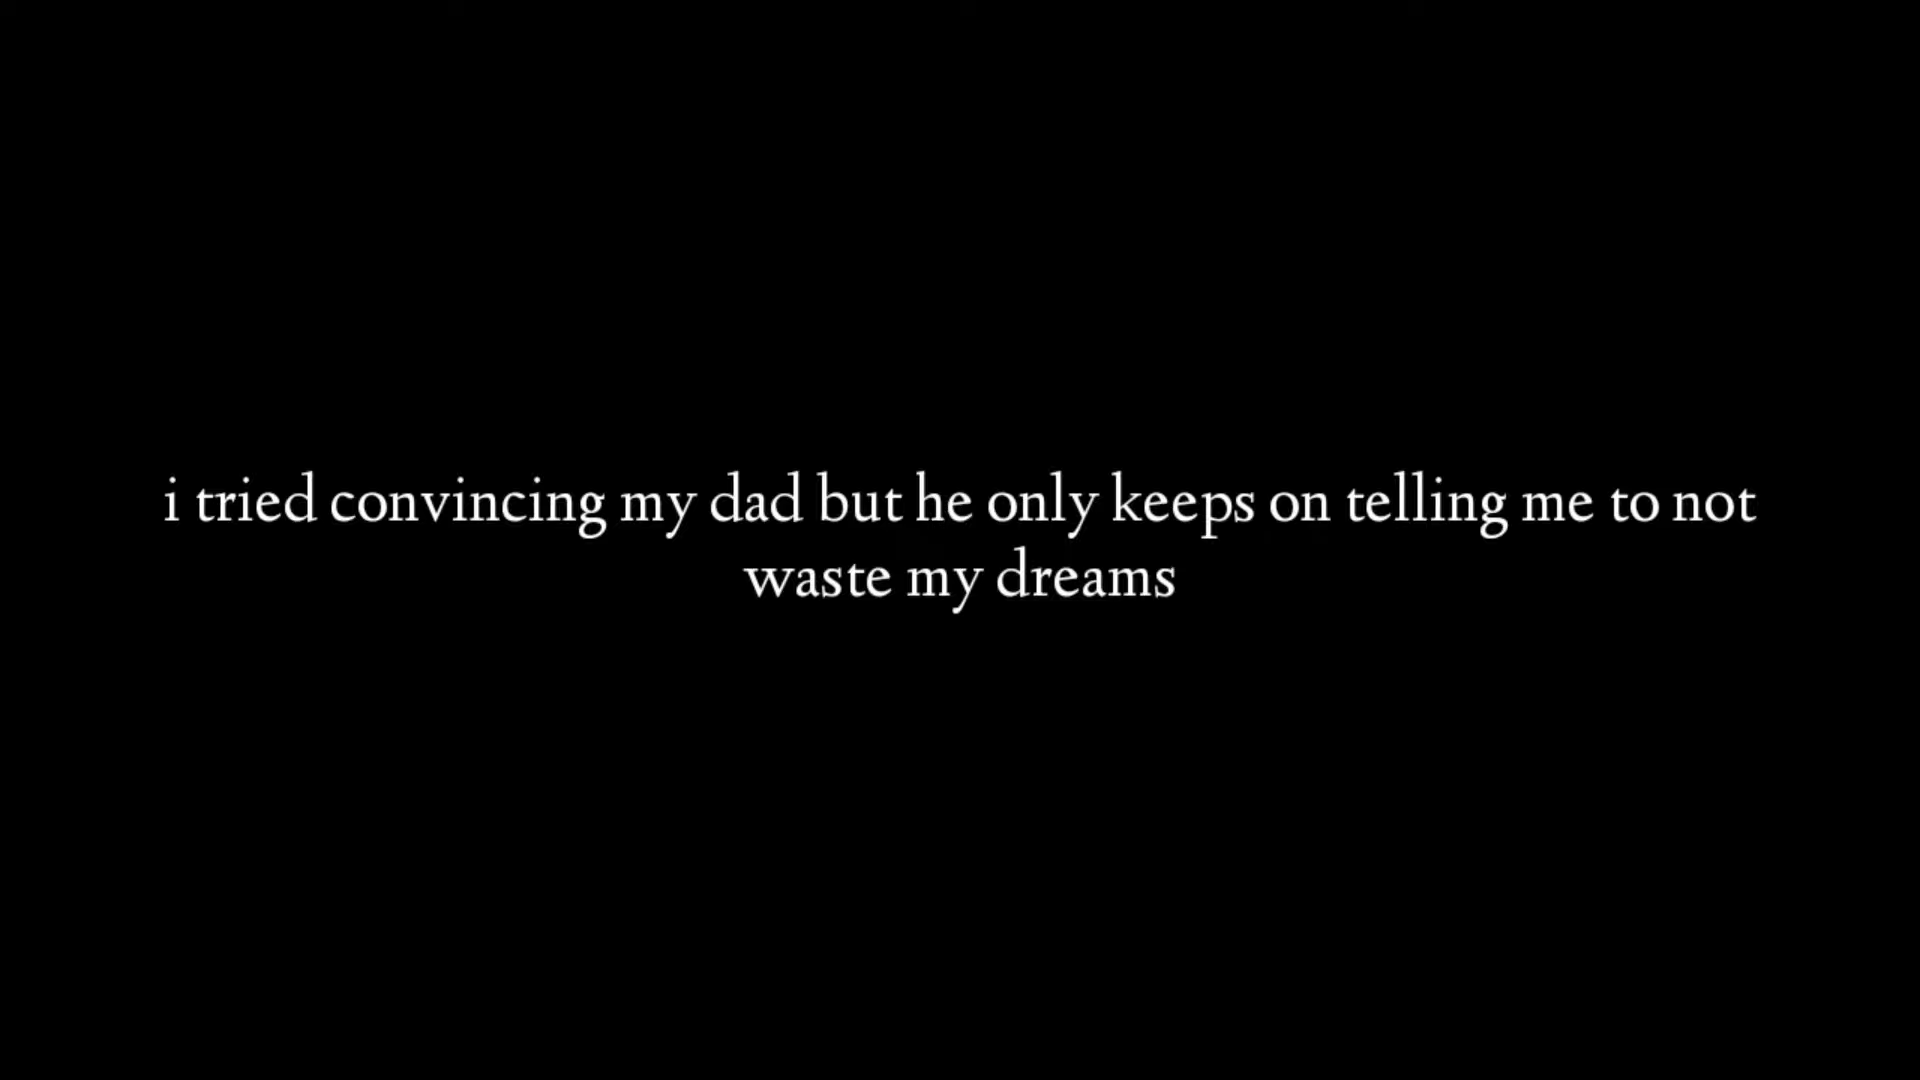 i tried convincing my dad but he only keeps on telling me to not
waste my dreams